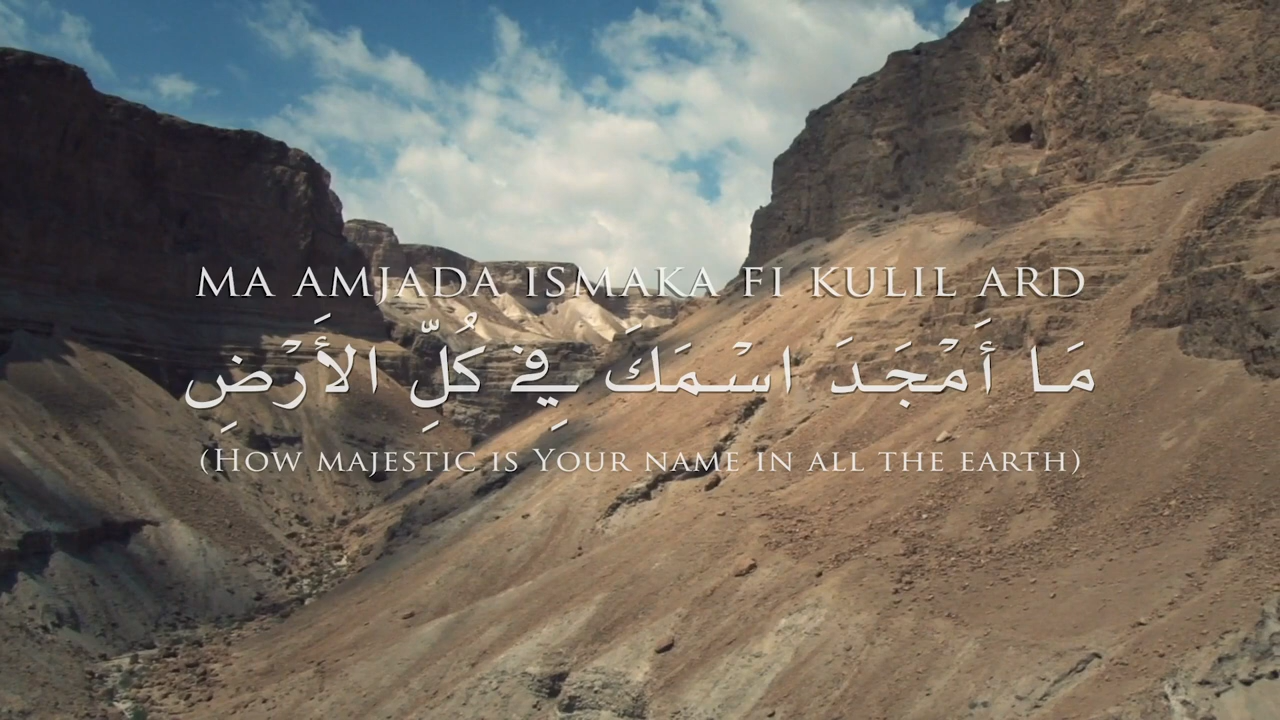 MA AMJADA ISMAKA FI KULIL ARD
مَا أَمْجَدَ اسْمَكَ فِي كُلِّ الأَرْضِ
(HOW MAJESTIC IS YOUR NAME IN ALL THE EARTH)